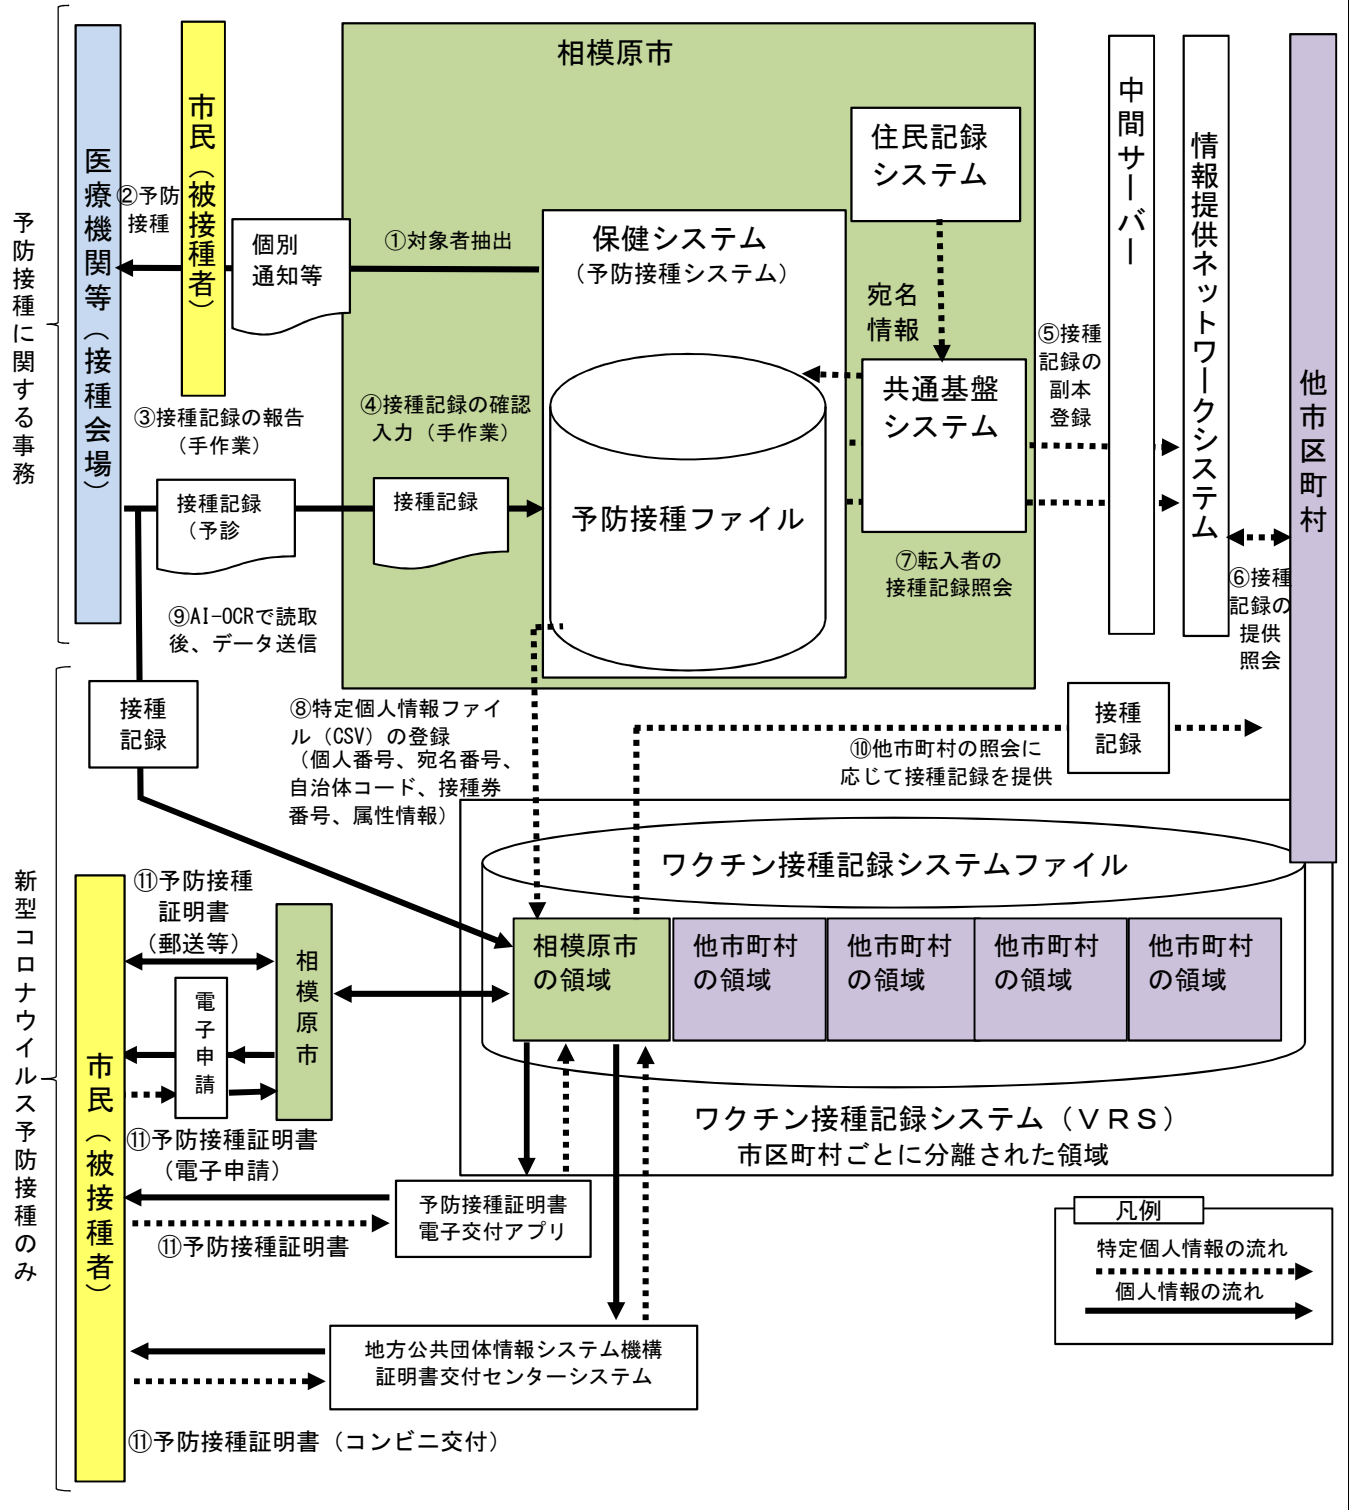 相模原市
予防接種に関する事務
医療機関等（接種会場）
市民（被接種者）
②予防
接種
個別
通知等
①対象者抽出
保健システム
（予防接種システム）
住民記録
システム
宛名
情報
共通基盤
システム
予防接種ファイル
中間サーバー
情報提供ネットワークシステム
他市区町村
⑤接種
記録の
副本
登録
③接種記録の報告
（手作業）
④接種記録の確認
入力（手作業）
接種記録
（予診
接種記録
⑦転入者の
接種記録照会
⑥接種
記録の
提供
照会
⑨AI-OCRで読取
後、データ送信
接種
記録
⑧特定個人情報ファイ
ル（CSV）の登録
（個人番号、宛名番号、
自治体コード、接種券
番号、属性情報）
接種
記録
⑩他市町村の照会に
応じて接種記録を提供
新型コロナウイルス予防接種のみ
市民（被接種者）
⑪予防接種
証明書
（郵送等）
相模原市
電子申請
⑪予防接種証明書
（電子申請）
ワクチン接種記録システムファイル
相模原市
の領域
他市町村
の領域
他市町村
の領域
他市町村
の領域
他市町村
の領域
ワクチン接種記録システム（ＶＲＳ）
市区町村ごとに分離された領域
予防接種証明書
電子交付アプリ
⑪予防接種証明書
地方公共団体情報システム機構
証明書交付センターシステム
⑪予防接種証明書（コンビニ交付）
凡例
特定個人情報の流れ
個人情報の流れ